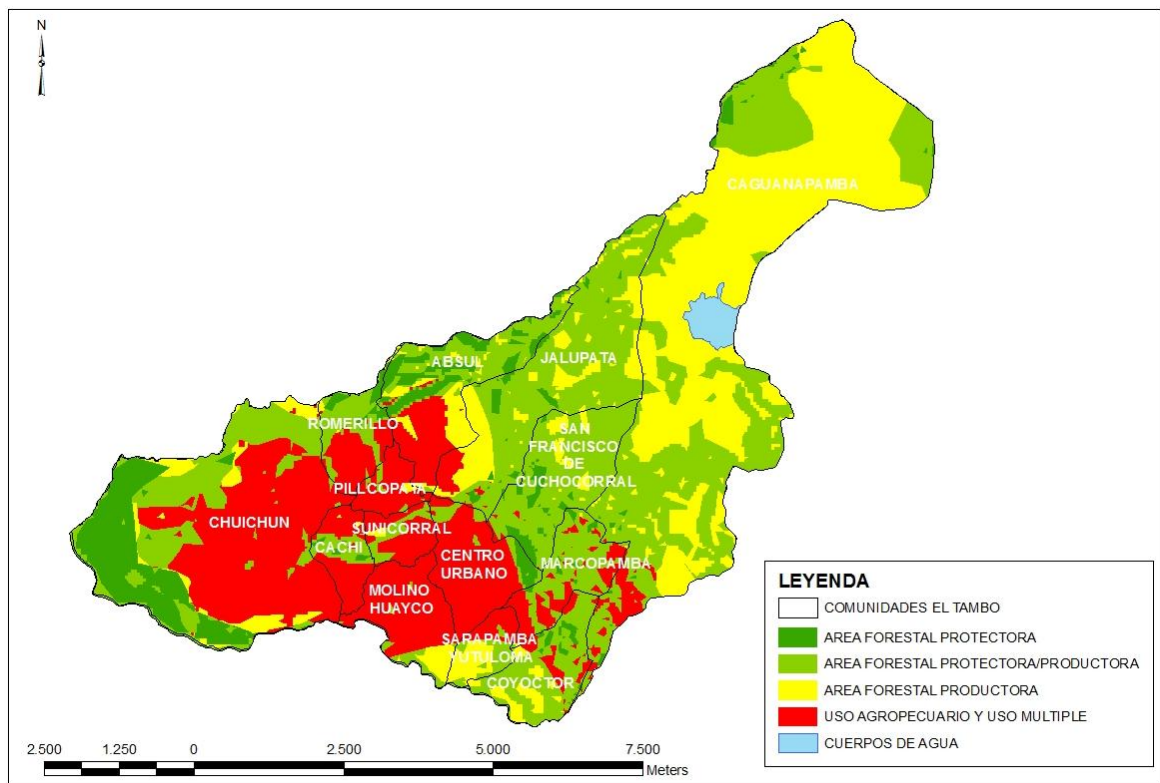 N
S
CAGUANAPAMBA
ABSUL
JALUPATA
ROMERILLO
SAN
FRANCISCO
DE
CUCHOCORRAL
PILLCOPATA
CHUICHUN
SUNICORRAL
CACHI
CENTRO
URBANO
MARCOPAMBA
MOLINO
HUAYCO
SARAPAMBA
YUTULOMA
COYOCTOR
LEYENDA
COMUNIDADES EL TAMBO
AREA FORESTAL PROTECTORA
AREA FORESTAL PROTECTORA/PRODUCTORA
AREA FORESTAL PRODUCTORA
USO AGROPECUARIO Y USO MULTIPLE
CUERPOS DE AGUA
2.500 1.250 0 2.500 5.000 7.500
Meters